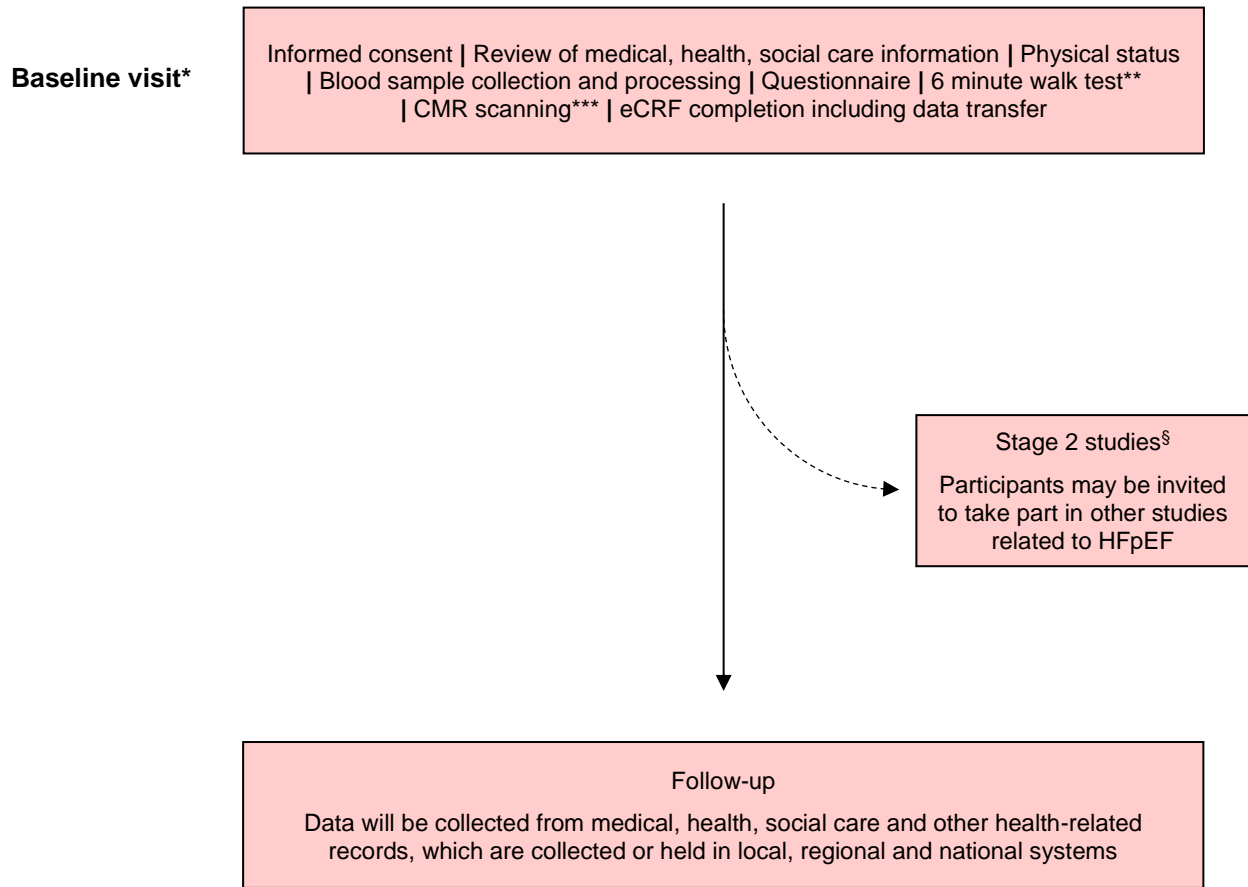 Baseline visit*
Informed consent | Review of medical, health, social care information | Physical status
| Blood sample collection and processing | Questionnaire | 6 minute walk test**
| CMR scanning*** | eCRF completion including data transfer
Stage 2 studies§
Participants may be invited
to take part in other studies
related to HFpEF
Follow-up
Data will be collected from medical, health, social care and other health-related
records, which are collected or held in local, regional and national systems